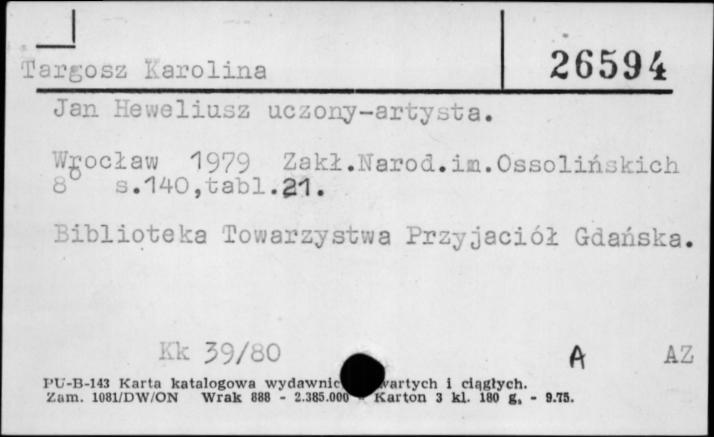 Targosz Karolina
26594
Jan Heweliusz uczony-artysta.
Wrocław 1979 Zakł.Narod.im.Ossolińskich
8° s.140,tabl.21.
Biblioteka Towarzystwa Przyjaciół Gdańska.
Kk 39/80 A AZ
PU-B-143 Karta katalogowa wydawnic wartych i ciągłych.
Zam. 1081/DW/ON Wrak 888 - 2.385.000 - Karton 3 kl. 180 g. - 9.75.